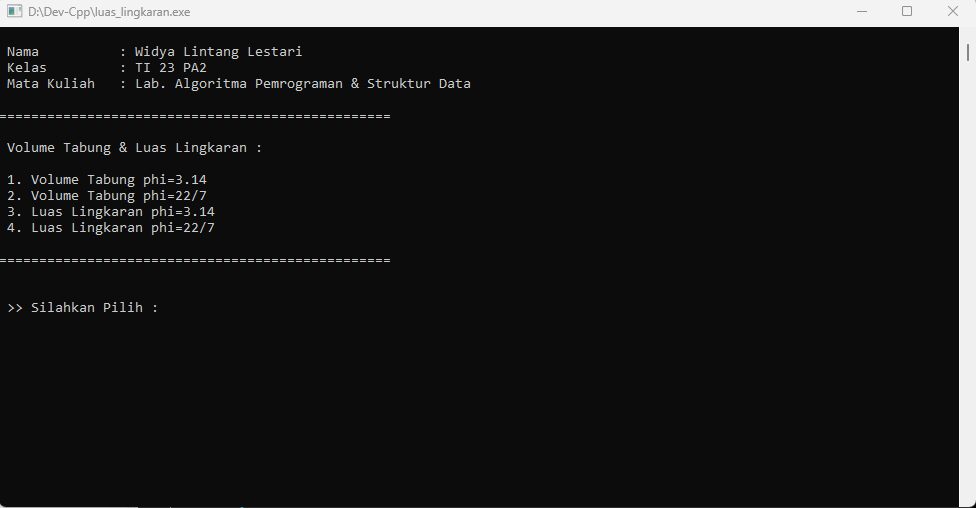 D:\Dev-Cpp\luas_lingkaran.exe
Nama : Widya Lintang Lestari
Kelas : TI 23 PA2
Mata Kuliah : Lab. Algoritma Pemrograman & Struktur Data
=================================================
Volume Tabung & Luas Lingkaran :
1. Volume Tabung phi=3.14
2. Volume Tabung phi=22/7
3. Luas Lingkaran phi=3.14
4. Luas Lingkaran phi=22/7
=================================================
>> Silahkan Pilih :